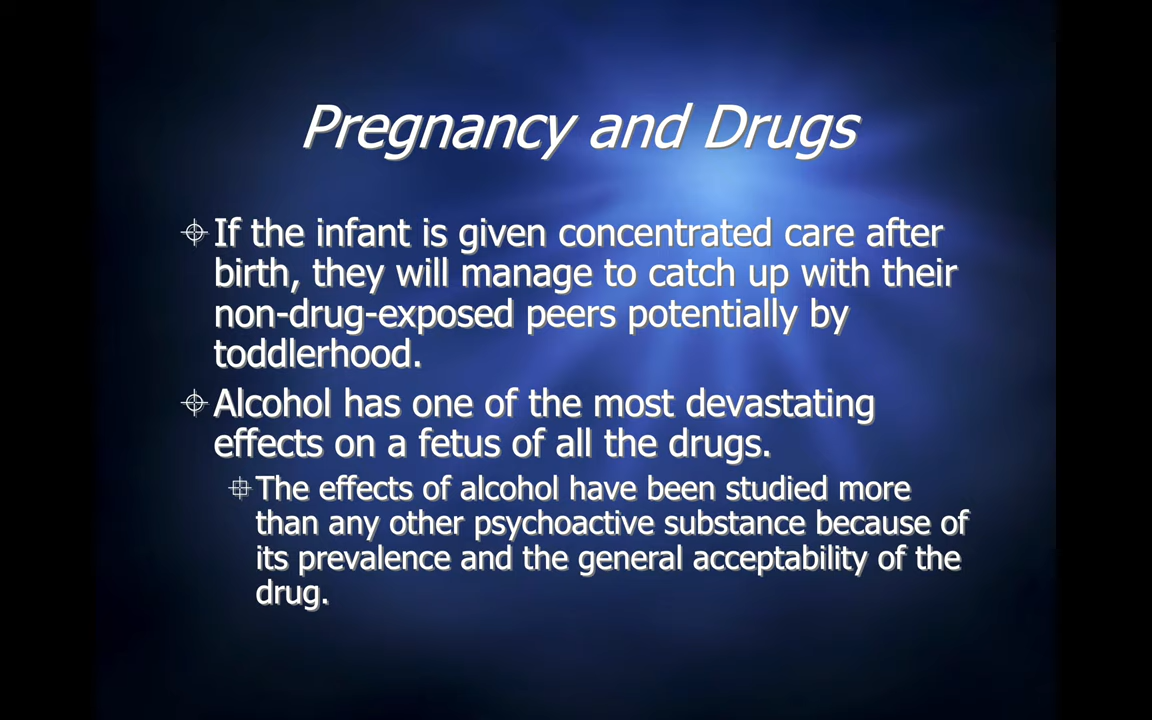 Pregnancy and Drugs
If the infant is given concentrated care after
birth, they will manage to catch up with their
non-drug-exposed peers potentially by
toddlerhood.
Alcohol has one of the most devastating
effects on a fetus of all the drugs.
The effects of alcohol have been studied more
than any other psychoactive substance because of
its prevalence and the general acceptability of the
drug.